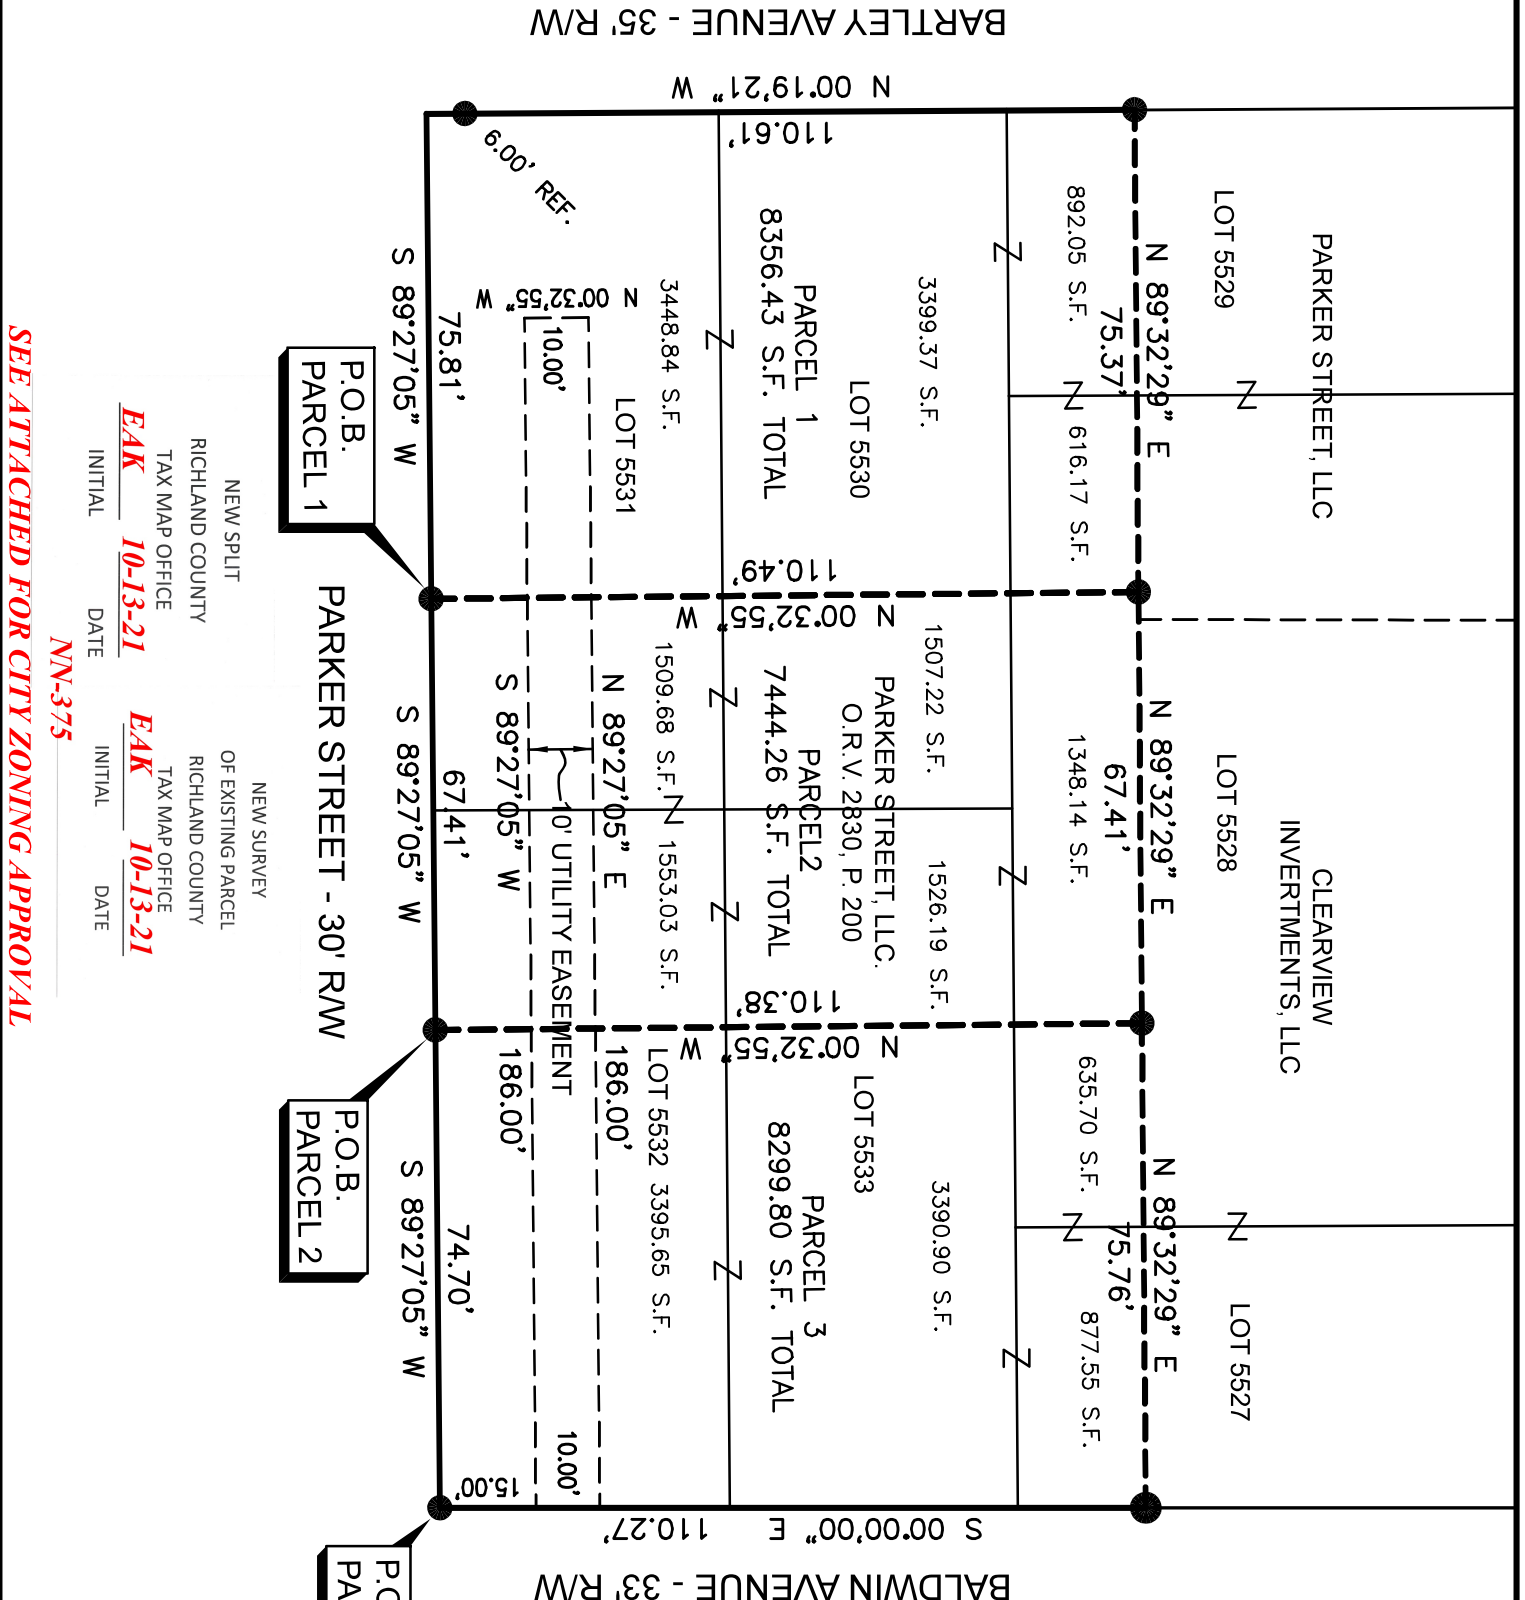 BARTLEY AVENUE - 35' R/W
N 00°19'21" W
110.61'
6.00' REF.
PARKER STREET, LLC
LOT 5529
N 89°32'29" E
75.37'
892.05 S.F.
616.17 S.F.
3399.37 S.F.
LOT 5530
PARCEL 1
8356.43 S.F. TOTAL
3448.84 S.F.
LOT 5531
N 00°32'55" W
10.00'
75.81'
S 89°27'05" W
P.O.B.
PARCEL 1
110.49'
N 00°32'55" W
CLEARVIEW
INVERTMENTS, LLC
LOT 5528
N 89°32'29" E
67.41'
1348.14 S.F.
1507.22 S.F.
1526.19 S.F.
PARKER STREET, LLC.
O.R.V. 2830, P. 200
PARCEL2
7444.26 S.F. TOTAL
1509.68 S.F.
1553.03 S.F.
N 89°27'05" E
186.00'
10' UTILITY EASEMENT
S 89°27'05" W
186.00'
67.41'
S 89°27'05" W
PARKER STREET - 30' R/W
P.O.B.
PARCEL 2
110.38'
N 00°32'55" W
LOT 5527
N 89°32'29" E
75.76'
635.70 S.F.
877.55 S.F.
3390.90 S.F.
LOT 5533
PARCEL 3
8299.80 S.F. TOTAL
LOT 5532
3395.65 S.F.
10.00'
15.00'
74.70'
S 89°27'05" W
S 00°00'00" E
110.27'
BALDWIN AVENUE - 33' R/W
P.O
PA
NEW SPLIT
RICHLAND COUNTY
TAX MAP OFFICE
EAK 10-13-21
INITIAL DATE
NEW SURVEY
OF EXISTING PARCEL
RICHLAND COUNTY
TAX MAP OFFICE
EAK 10-13-21
INITIAL DATE
NN-375
SEE ATTACHED FOR CITY ZONING APPROVAL